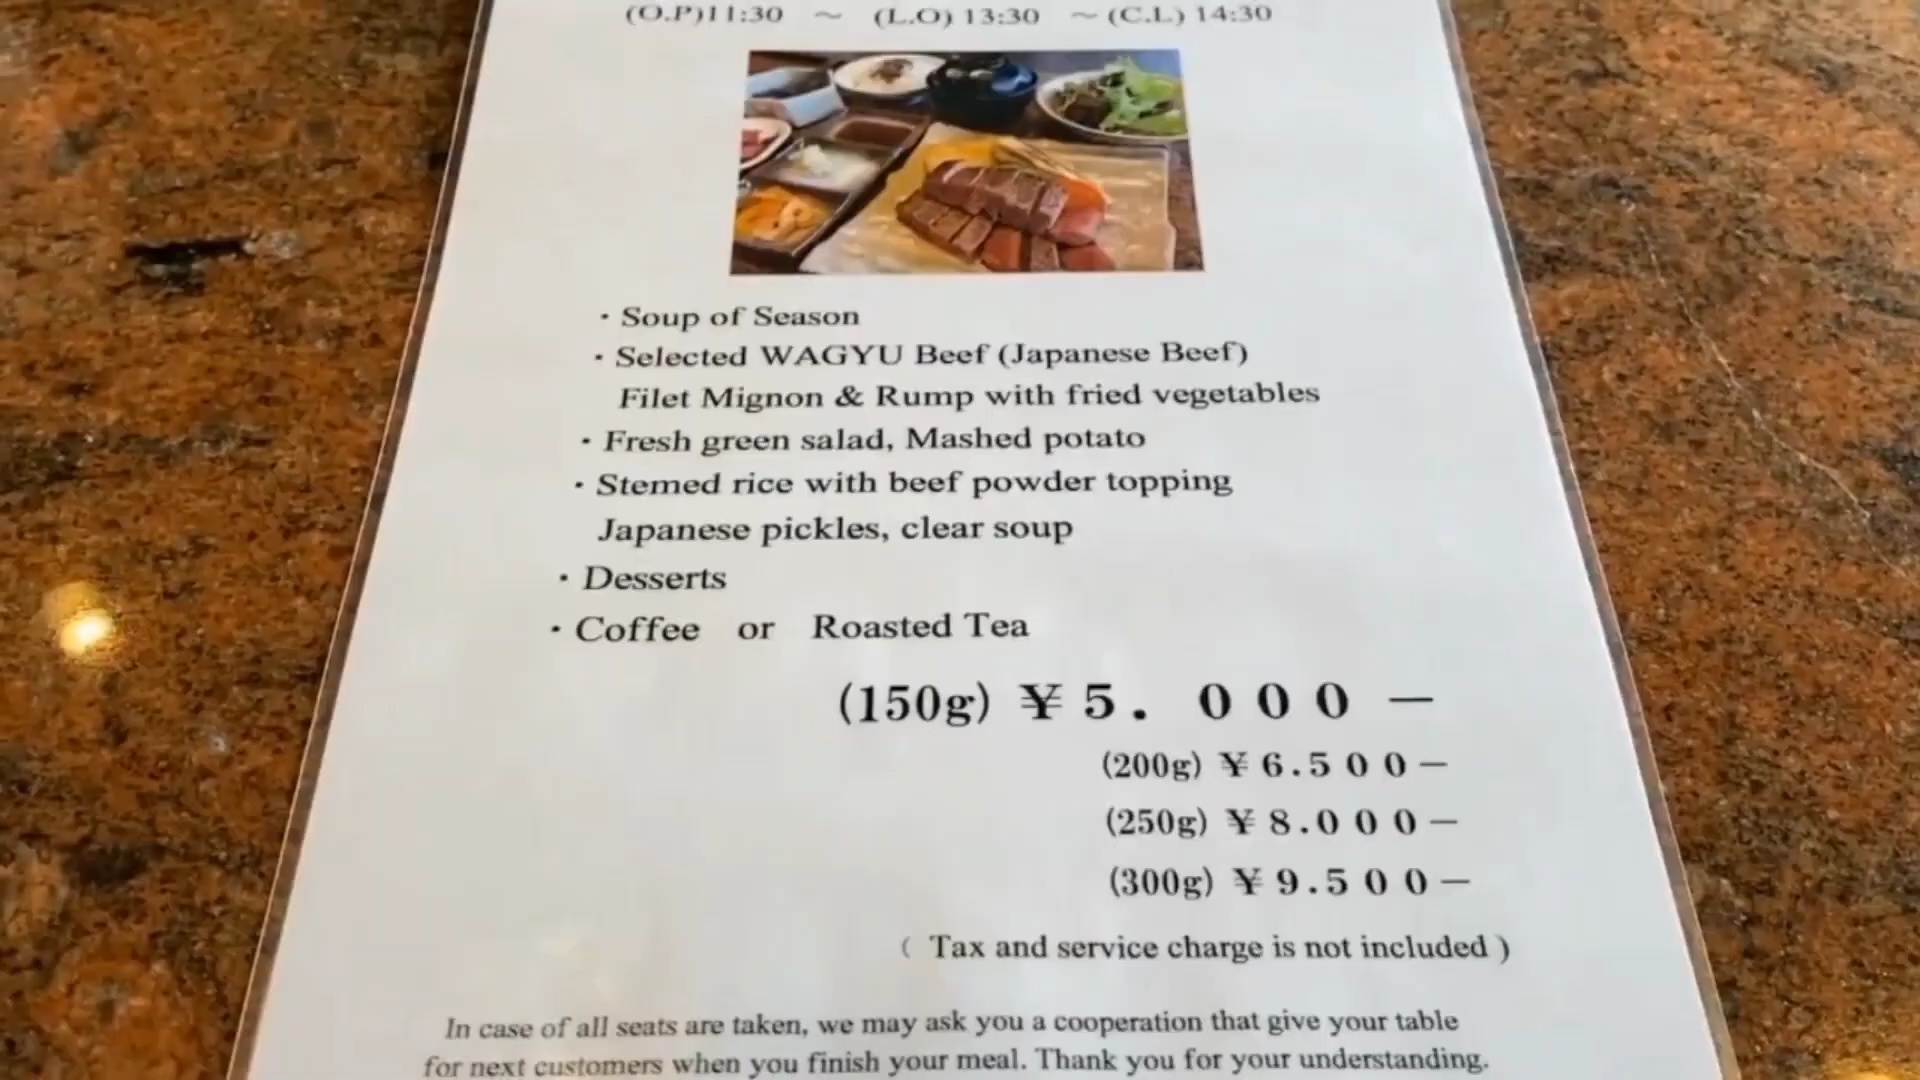 (O.P)11:30 ～ (L.O) 13:30 ～(C.L) 14:30
・Soup of Season
・Selected WAGYU Beef (Japanese Beef)
Filet Mignon & Rump with fried vegetables
・Fresh green salad, Mashed potato
・Stemed rice with beef powder topping
Japanese pickles, clear soup
・Desserts
・Coffee or Roasted Tea
(150g) ￥5. 000－
(200g) ￥6.500－
(250g) ￥8.000－
(300g) ￥9.500－
( Tax and service charge is not included )
In case of all seats are taken, we may ask you a cooperation that give your table
for next customers when you finish your meal. Thank you for your understanding.